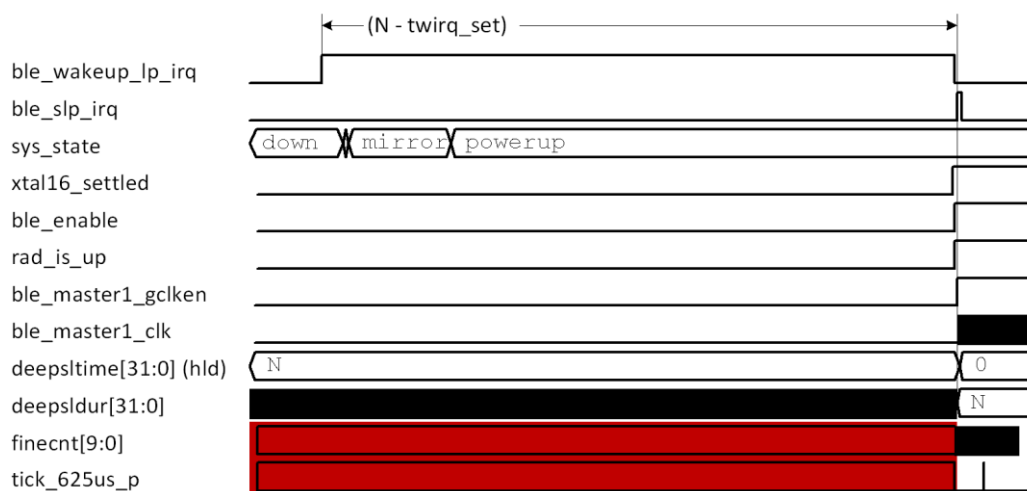 (N - twirq_set)
ble_wakeup_lp_irq
ble_slp_irq
sys_state down mirror powerup
xtal16_settled
ble_enable
rad_is_up
ble_master1_gclken
ble_master1_clk
deepsltime[31:0] (hld) N 0
deepsldur[31:0] N
finecnt[9:0]
tick_625us_p